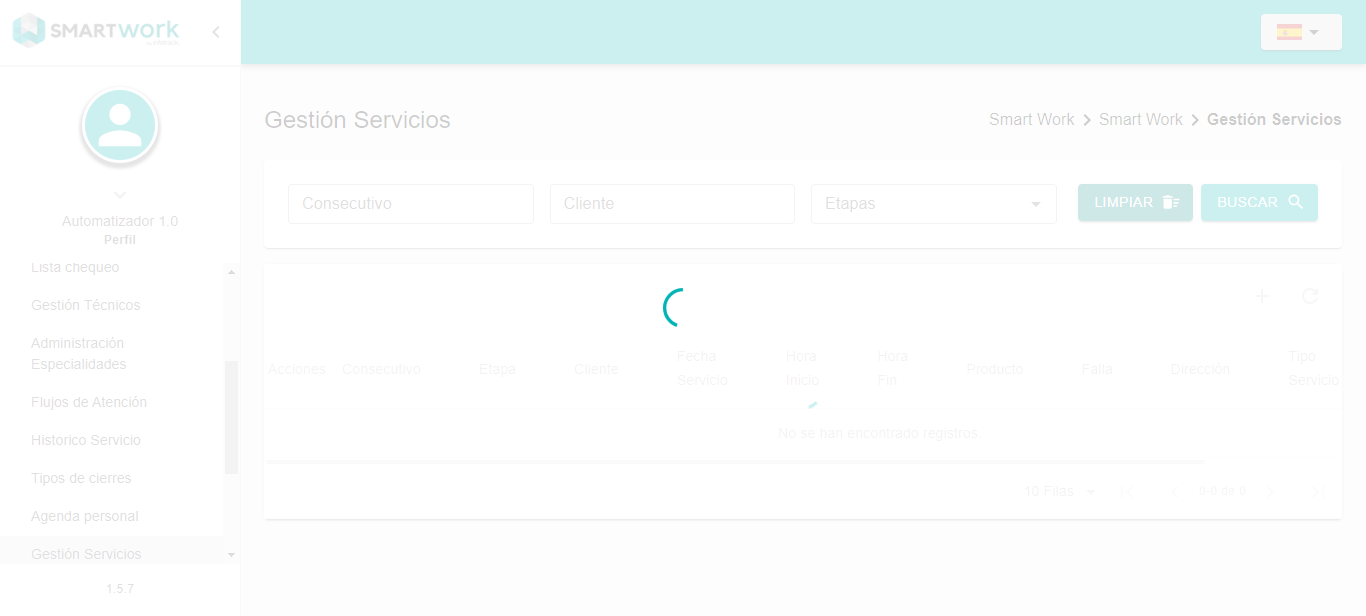 SMARTWORK
Automatizador 1.0
Perfil
Lista chequeo
Gestión Técnicos
Administración
Especialidades
Flujos de Atención
Historico Servicio
Tipos de cierres
Agenda personal
Gestión Servicios
1.5.7
Gestión Servicios
Smart Work > Smart Work > Gestión Servicios
Consecutivo
Cliente
Etapas
LIMPIAR
BUSCAR
Acciones
Consecutivo
Etapa
Cliente
Fecha
Servicio
Hora
Inicio
Hora
Fin
Producto
Falla
Dirección
Tipo
Servicio
No se han encontrado registros
10 Filas
0-0 de 0